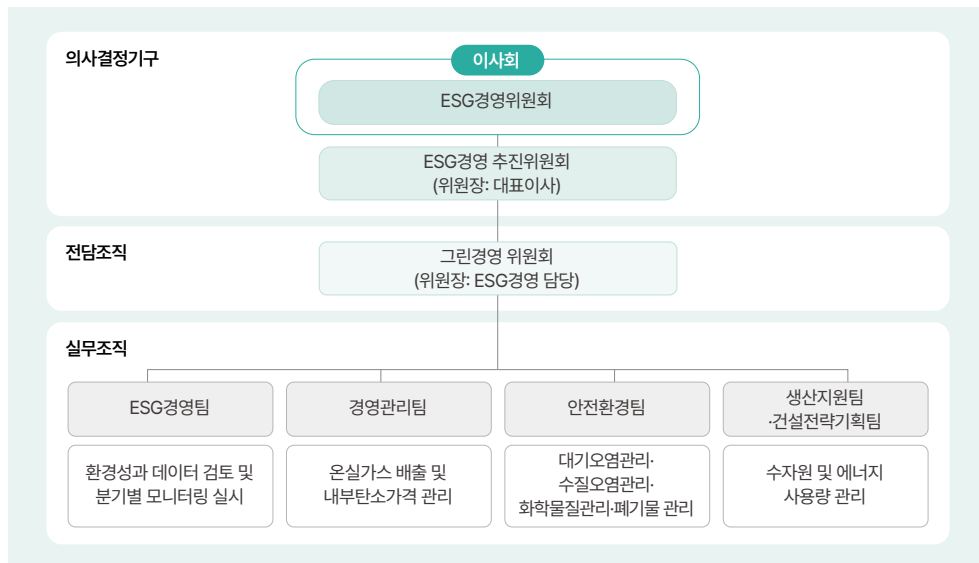 의사결정기구
이사회
ESG경영위원회
ESG경영 추진위원회
(위원장: 대표이사)
전담조직
그린경영 위원회
(위원장: ESG경영 담당)
실무조직
ESG경영팀
경영관리팀
안전환경팀
생산지원팀
·건설전략기획팀
환경성과 데이터 검토 및
분기별 모니터링 실시
온실가스 배출 및
내부탄소가격 관리
대기오염관리·
수질오염관리·
화학물질관리·폐기물 관리
수자원 및 에너지
사용량 관리